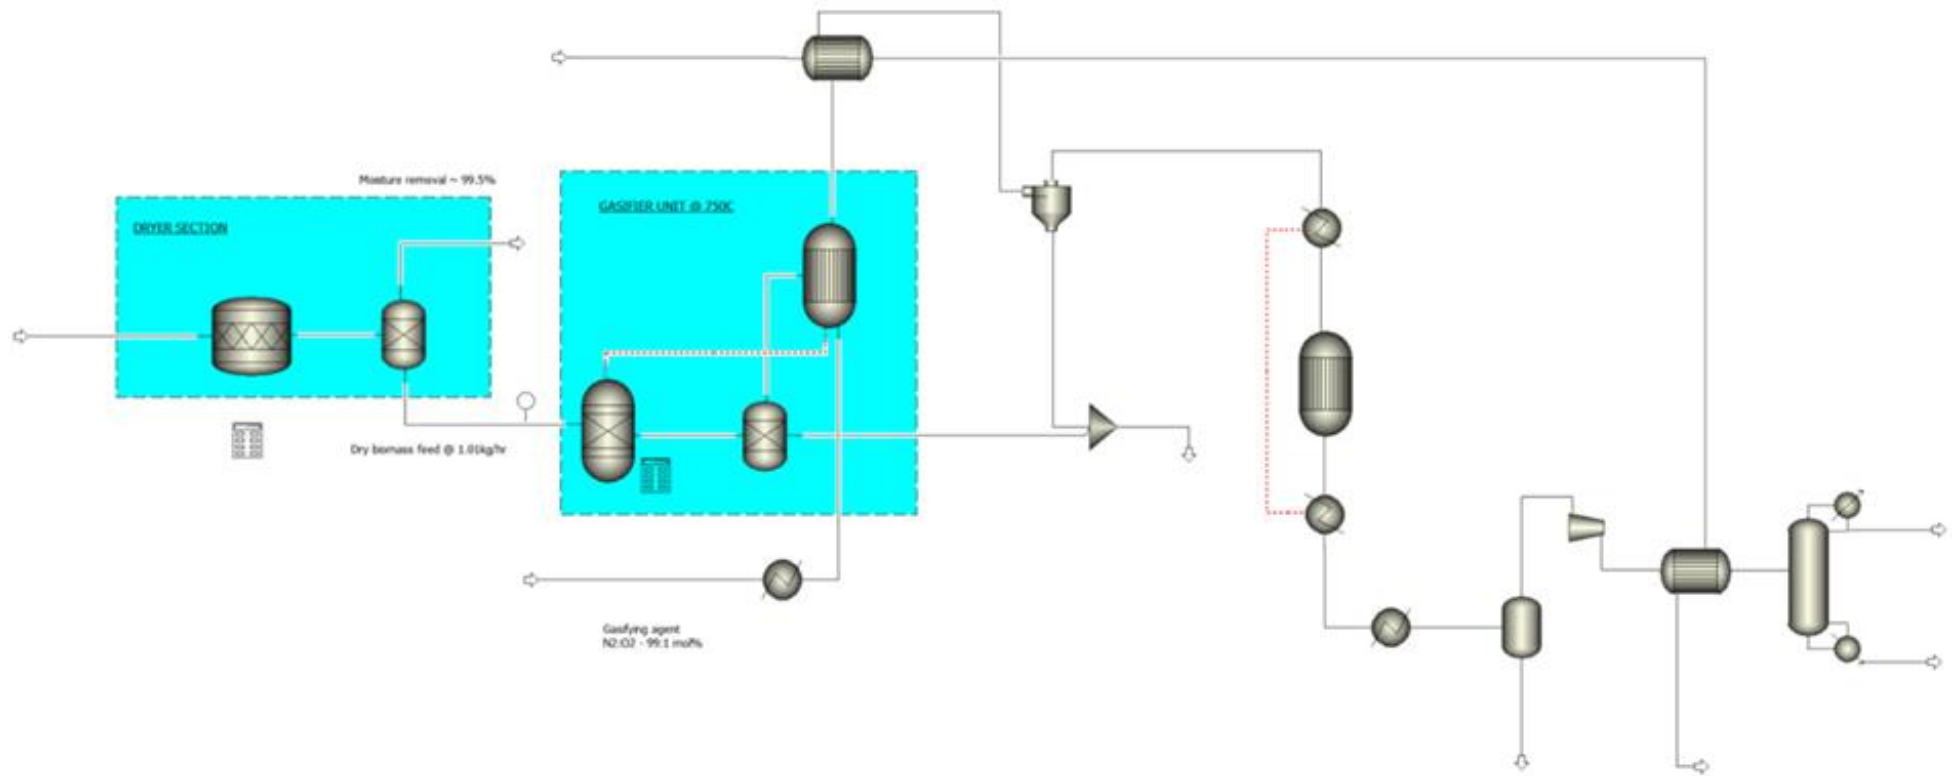 Moisture removal ~ 99.5%
DRYER SECTION
GASIFIER UNIT @ 750C
Dry biomass feed @ 1.01kg/hr
Gasifying agent
N2:O2 - 99:1 mol%